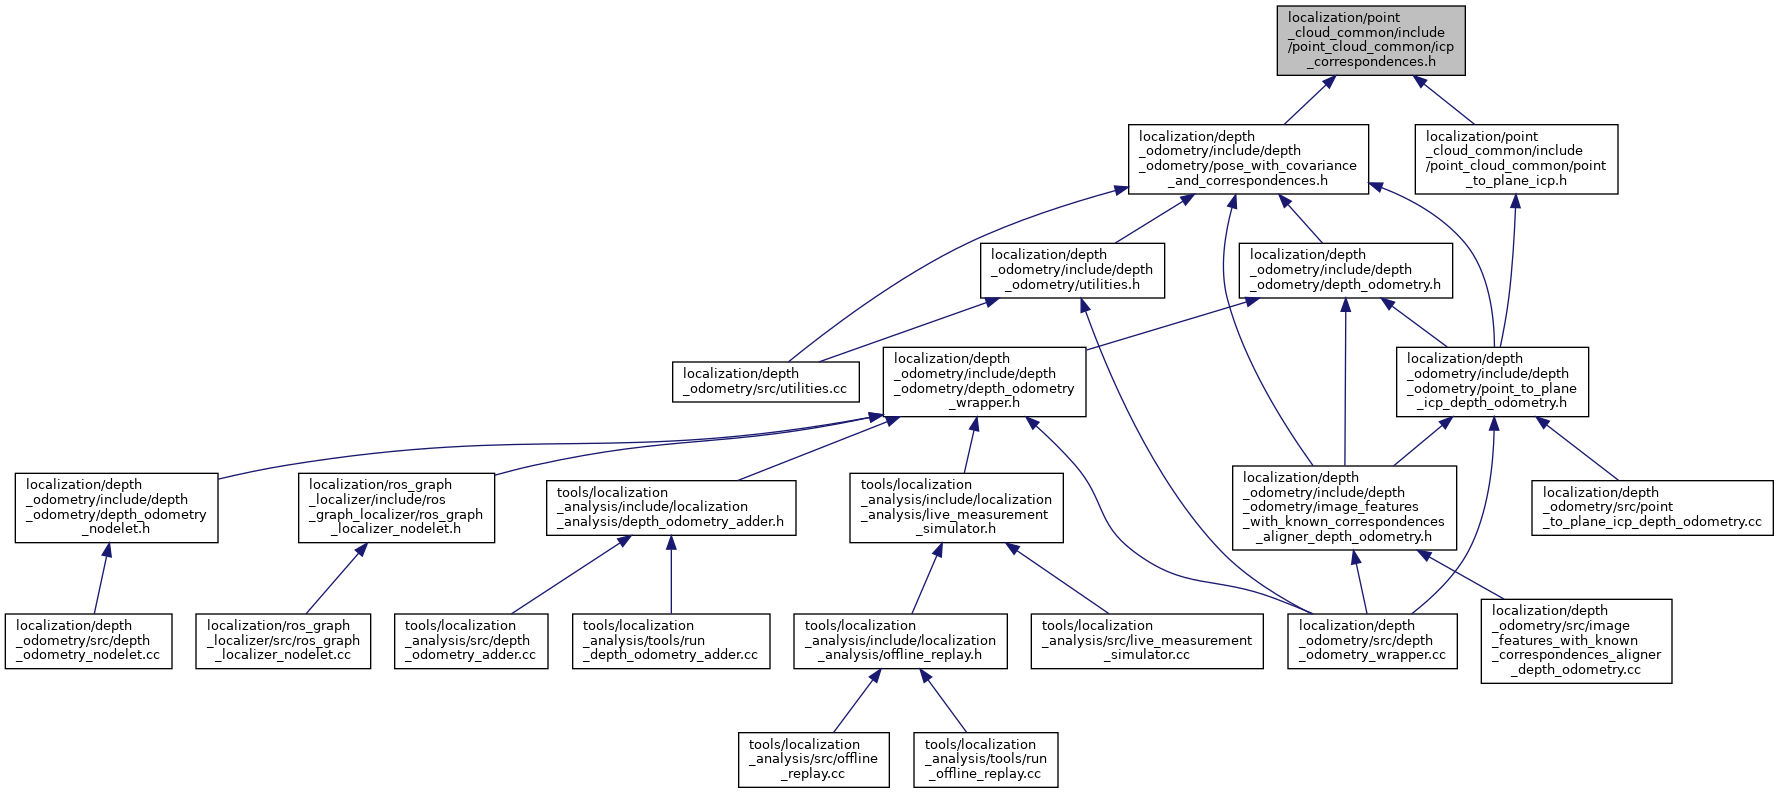 localization/point
_cloud_common/include
/point_cloud_common/icp
_correspondences.h
localization/depth
_odometry/include/depth
_odometry/pose_with_covariance
_and_correspondences.h
localization/point
_cloud_common/include
/point_cloud_common/point
_to_plane_icp.h
localization/depth
_odometry/include/depth
_odometry/utilities.h
localization/depth
_odometry/include/depth
_odometry/depth_odometry.h
localization/depth
_odometry/src/utilities.cc
localization/depth
_odometry/include/depth
_odometry/depth_odometry
_wrapper.h
localization/depth
_odometry/include/depth
_odometry/point_to_plane
_icp_depth_odometry.h
localization/depth
_odometry/include/depth
_odometry/depth_odometry
_nodelet.h
localization/ros_graph
_localizer/include/ros
_graph_localizer/ros_graph
_localizer_nodelet.h
tools/localization
_analysis/include/localization
_analysis/depth_odometry_adder.h
tools/localization
_analysis/include/localization
_analysis/live_measurement
_simulator.h
localization/depth
_odometry/include/depth
_odometry/image_features
_with_known_correspondences
_aligner_depth_odometry.h
localization/depth
_odometry/src/point
_to_plane_icp_depth_odometry.cc
localization/depth
_odometry/src/depth
_odometry_nodelet.cc
localization/ros_graph
_localizer/src/ros_graph
_localizer_nodelet.cc
tools/localization
_analysis/src/depth
_odometry_adder.cc
tools/localization
_analysis/tools/run
_depth_odometry_adder.cc
tools/localization
_analysis/include/localization
_analysis/offline_replay.h
tools/localization
_analysis/src/live_measurement
_simulator.cc
localization/depth
_odometry/src/depth
_odometry_wrapper.cc
localization/depth
_odometry/src/image
_features_with_known
_correspondences_aligner
_depth_odometry.cc
tools/localization
_analysis/src/offline
_replay.cc
tools/localization
_analysis/tools/run
_offline_replay.cc